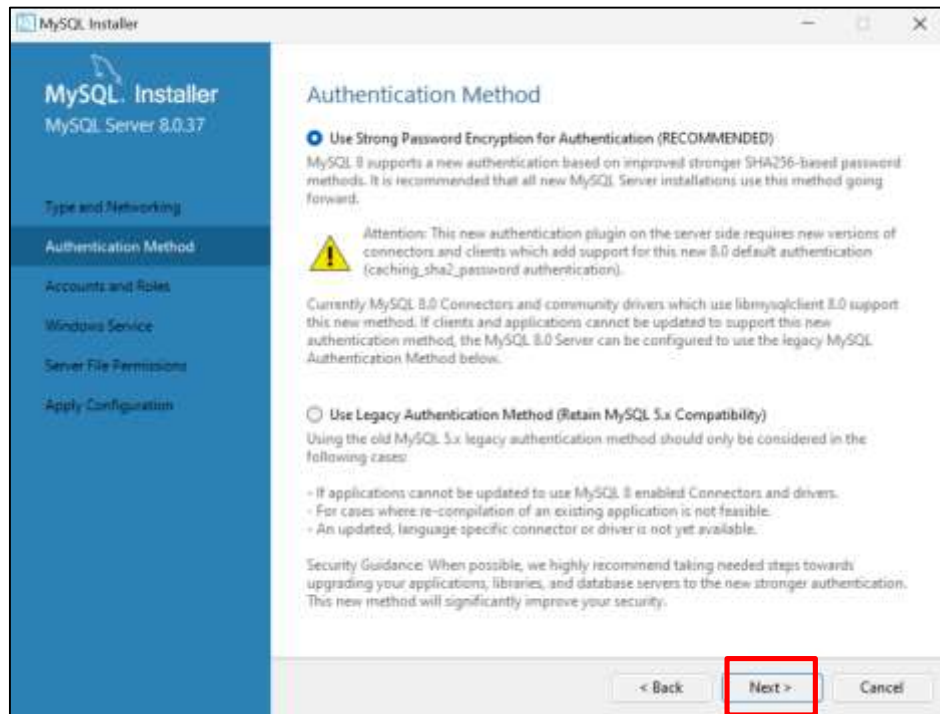 MySQL Installer
MySQL. Installer
MySQL Server 8.0.37
Type and Networking
Authentication Method
Accounts and Roles
Windows Service
Server File Permissions
Apply Configuration
Authentication Method
Use Strong Password Encryption for Authentication (RECOMMENDED)
MySQL 8 supports a new authentication based on improved stronger SHA256-based password
methods. It is recommended that all new MySQL Server installations use this method going
forward.
Attention: This new authentication plugin on the server side requires new versions of
connectors and clients which add support for this new 8.0 default authentication
(caching_sha2_password authentication).
Currently MySQL 8.0 Connectors and community drivers which use libmysqlclient 8.0 support
this new method. If clients and applications cannot be updated to support this new
authentication method, the MySQL 8.0 Server can be configured to use the legacy MySQL
Authentication Method below.
Use Legacy Authentication Method (Retain MySQL 5.x Compatibility)
Using the old MySQL 5.x legacy authentication method should only be considered in the
following cases:
- If applications cannot be updated to use MySQL 8 enabled Connectors and drivers.
- For cases where re-compilation of an existing application is not feasible.
- An updated, language specific connector or driver is not yet available.
Security Guidance: When possible, we highly recommend taking needed steps towards
upgrading your applications, libraries, and database servers to the new stronger authentication.
This new method will significantly improve your security.
< Back
Next >
Cancel